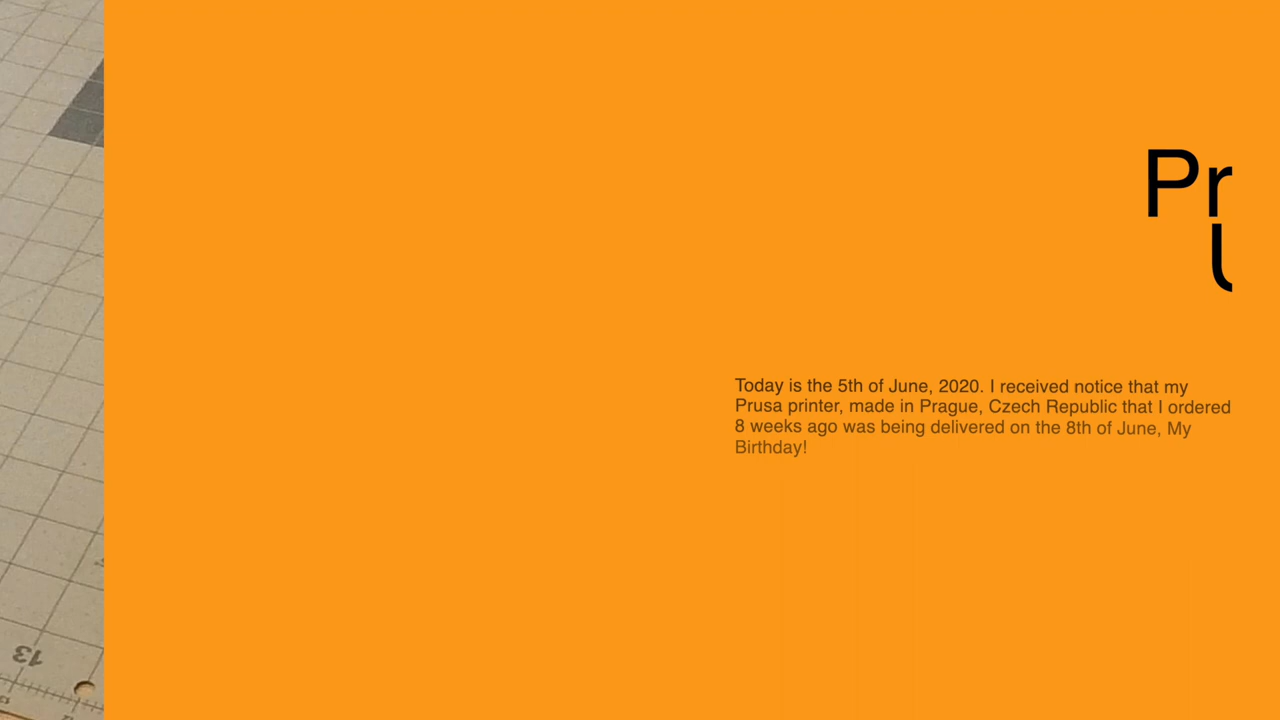 Pr
Today is the 5th of June, 2020. I received notice that my
Prusa printer, made in Prague, Czech Republic that I ordered
8 weeks ago was being delivered on the 8th of June, My
Birthday!
13